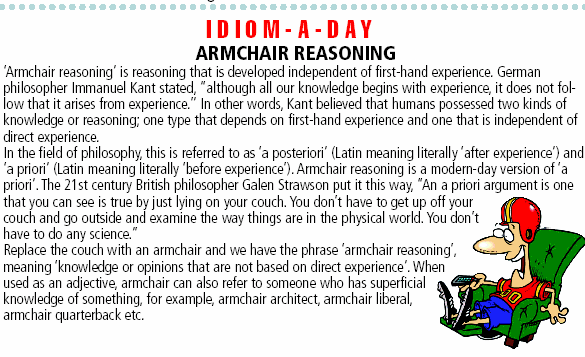 IDIOM-A-DAY
ARMCHAIR REASONING
'Armchair reasoning' is reasoning that is developed independent of first-hand experience. German
philosopher Immanuel Kant stated, "although all our knowledge begins with experience, it does not fol-
low that it arises from experience." In other words, Kant believed that humans possessed two kinds of
knowledge or reasoning; one type that depends on first-hand experience and one that is independent of
direct experience.
In the field of philosophy, this is referred to as 'a posteriori' (Latin meaning literally 'after experience') and
'a priori' (Latin meaning literally 'before experience'). Armchair reasoning is a modern-day version of 'a
priori'. The 21st century British philosopher Galen Strawson put it this way, "An a priori argument is one
that you can see is true by just lying on your couch. You don't have to get up off your
couch and go outside and examine the way things are in the physical world. You don't
have to do any science."
Replace the couch with an armchair and we have the phrase 'armchair reasoning',
meaning 'knowledge or opinions that are not based on direct experience'. When
used as an adjective, armchair can also refer to someone who has superficial
knowledge of something, for example, armchair architect, armchair liberal,
armchair quarterback etc.